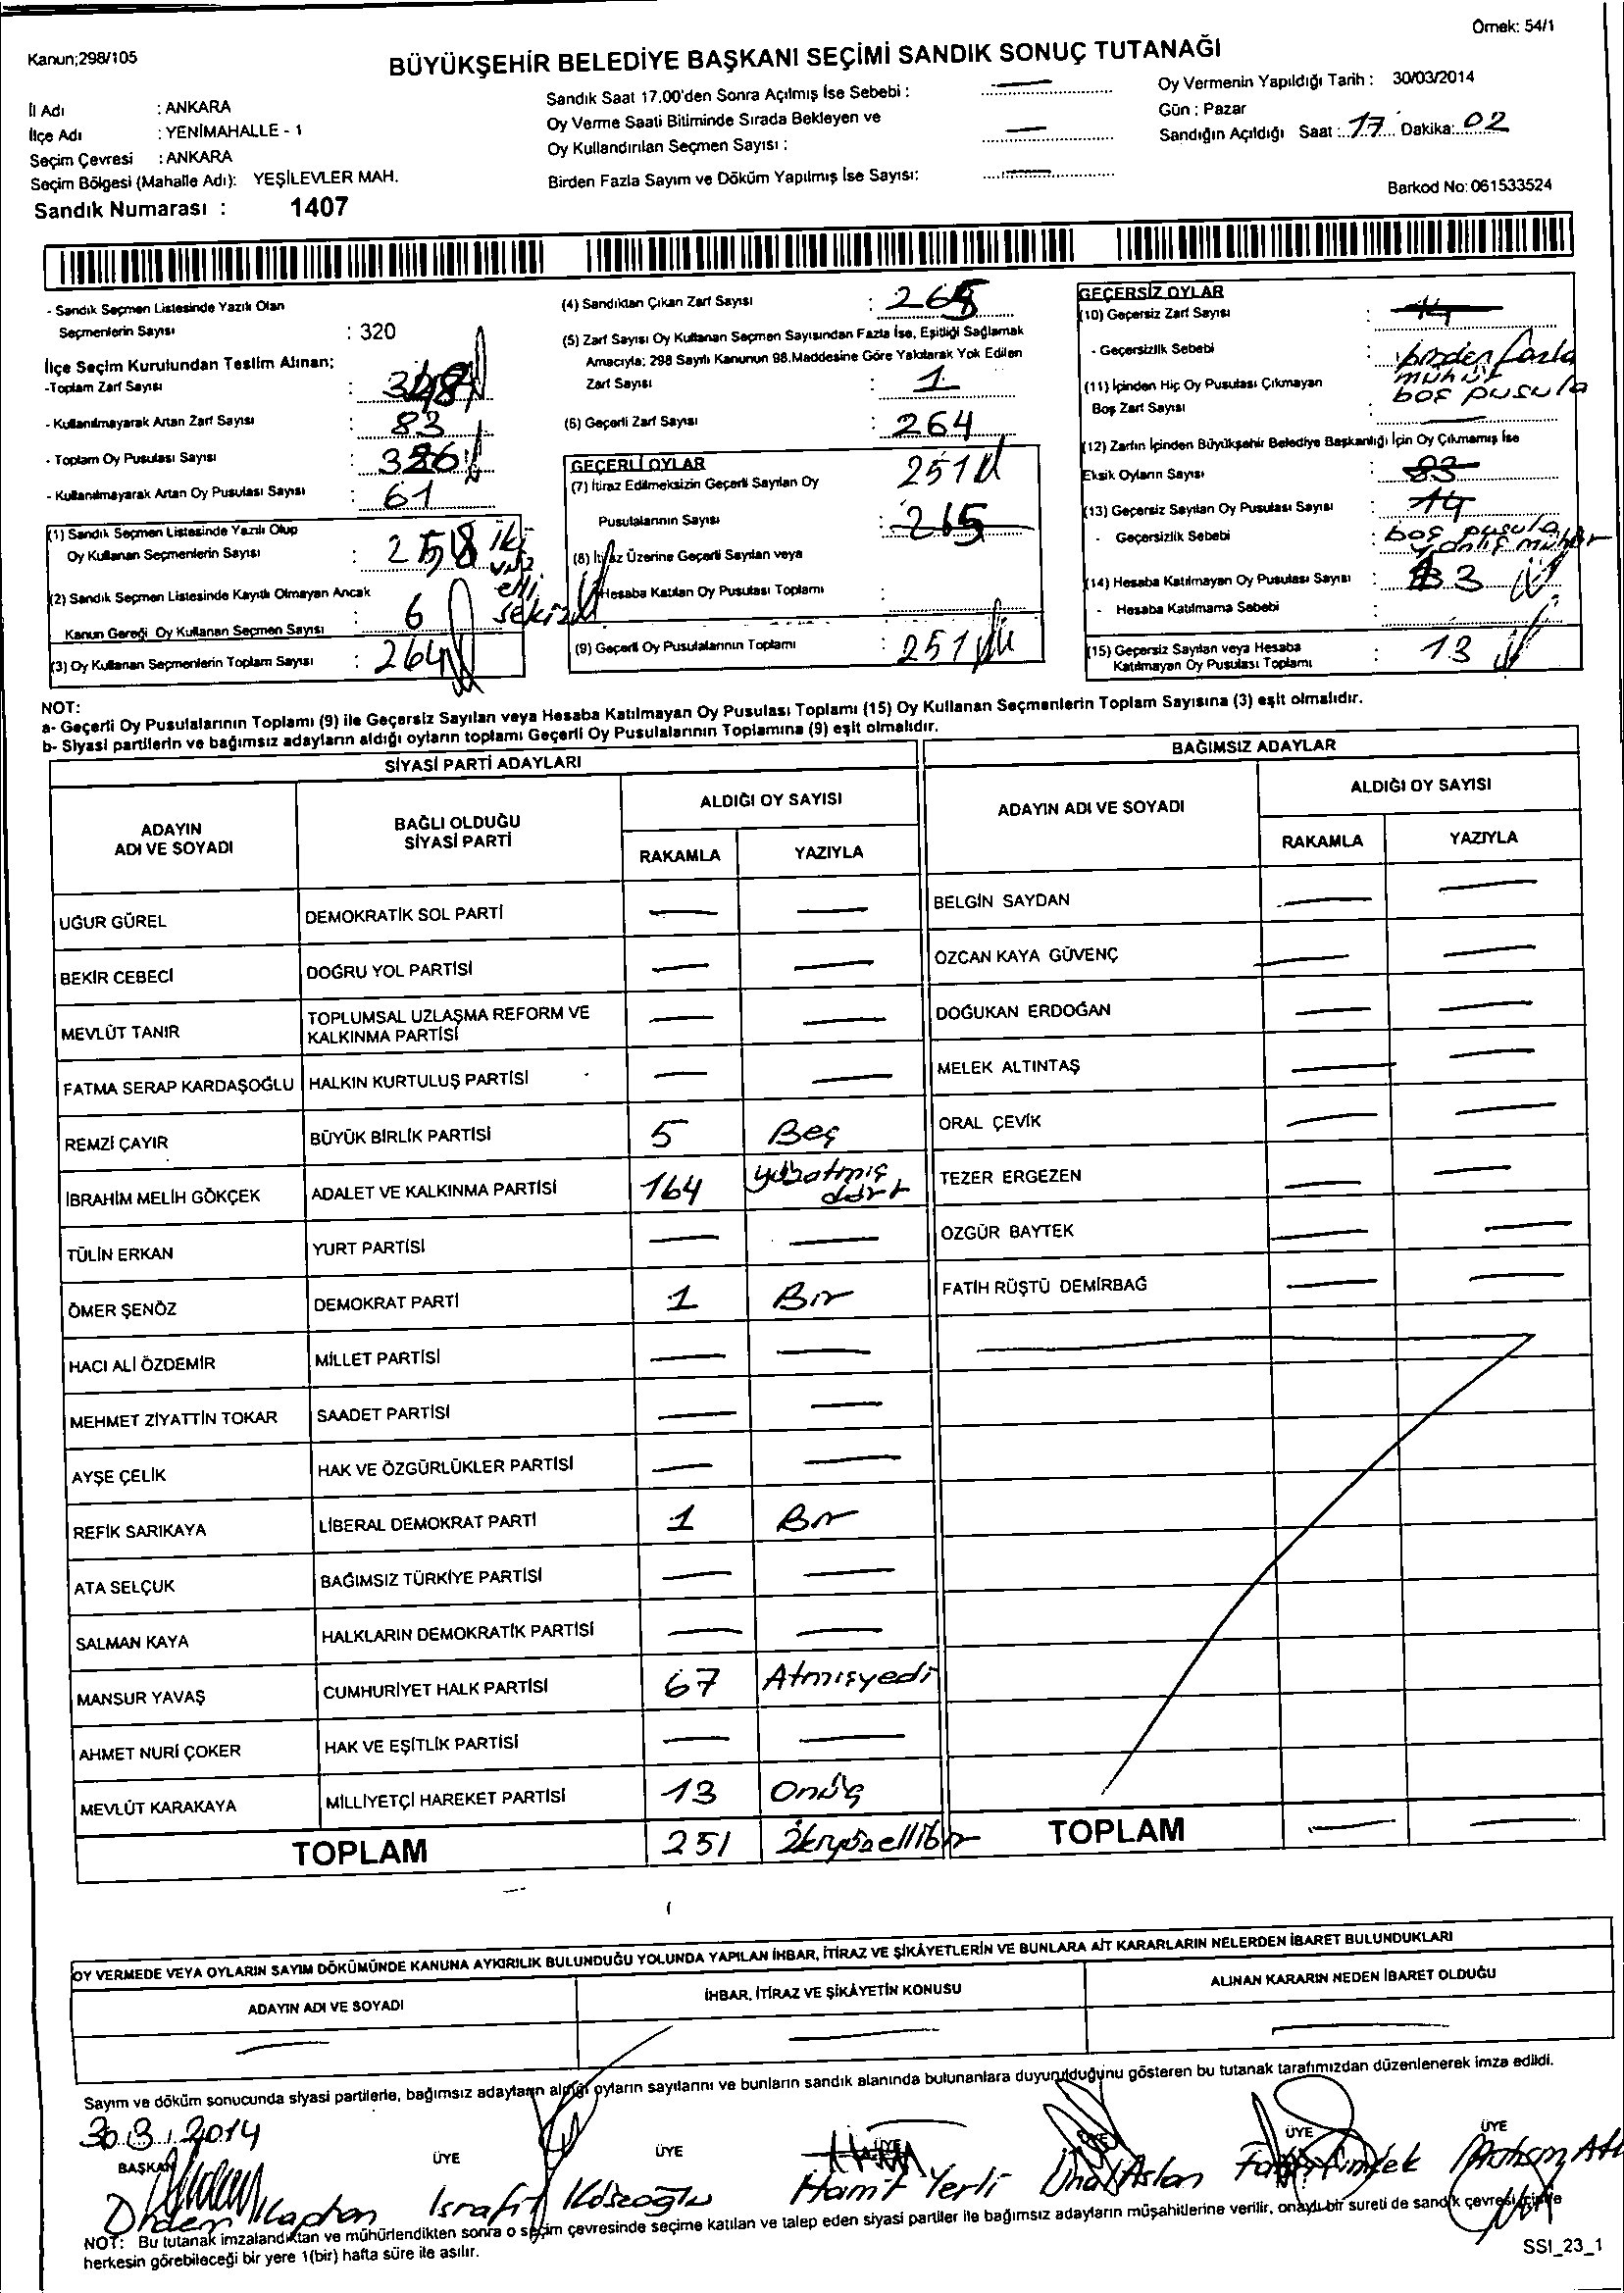 Örnek: 54/1
Kanun;298/105
BÜYÜKŞEHİR BELEDİYE BAŞKANI SEÇİMİ SANDIK SONUÇ TUTANAĞI
İl Adı : ANKARA
İlçe Adı : YENİMAHALLE - 1
Seçim Çevresi : ANKARA
Seçim Bölgesi (Mahalle Adı): YEŞİLEVLER MAH.
Sandık Numarası : 1407
Sandık Saat 17.00'den Sonra Açılmış İse Sebebi :
Oy Verme Saati Bitiminde Sırada Bekleyen ve
Oy Kullandırılan Seçmen Sayısı :
Birden Fazla Sayım ve Döküm Yapılmış İse Sayısı:
Oy Vermenin Yapıldığı Tarih : 30/03/2014
Gün : Pazar
Sandığın Açıldığı Saat : 17 Dakika: 02
Barkod No: 061533524
- Sandık Seçmen Listesinde Yazılı Olan
Seçmenlerin Sayısı : 320
İlçe Seçim Kurulundan Teslim Alınan;
-Toplam Zarf Sayısı :
- Kullanılmayarak Artan Zarf Sayısı : 83
- Toplam Oy Pusulası Sayısı :
- Kullanılmayarak Artan Oy Pusulası Sayısı : 61
(1) Sandık Seçmen Listesinde Yazılı Olup
Oy Kullanan Seçmenlerin Sayısı : 258 iki yüz elli sekiz
(2) Sandık Seçmen Listesinde Kayıtlı Olmayan Ancak
Kanun Gereği Oy Kullanan Seçmen Sayısı : 6
(3) Oy Kullanan Seçmenlerin Toplam Sayısı : 264
(4) Sandıktan Çıkan Zarf Sayısı : 265
(5) Zarf Sayısı Oy Kullanan Seçmen Sayısından Fazla İse, Eşitliği Sağlamak
Amacıyla; 298 Sayılı Kanunun 98.Maddesine Göre Yakılarak Yok Edilen
Zarf Sayısı : 1
(6) Geçerli Zarf Sayısı : 264
GEÇERLİ OYLAR
(7) İtiraz Edilmeksizin Geçerli Sayılan Oy 251
Pusulalarının Sayısı : 265
(8) İtiraz Üzerine Geçerli Sayılan veya
Hesaba Katılan Oy Pusulası Toplamı :
(9) Geçerli Oy Pusulalarının Toplamı : 251
GEÇERSİZ OYLAR
(10) Geçersiz Zarf Sayısı : 14
- Geçersizlik Sebebi : birden fazla
mühür
(11) İçinden Hiç Oy Pusulası Çıkmayan boş pusula
Boş Zarf Sayısı :
(12) Zarfın İçinden Büyükşehir Belediye Başkanlığı İçin Oy Çıkmamış İse
Eksik Oyların Sayısı : 83
(13) Geçersiz Sayılan Oy Pusulası Sayısı : 14
- Geçersizlik Sebebi : boş pusula
yanlış mühür
(14) Hesaba Katılmayan Oy Pusulası Sayısı :
- Hesaba Katılmama Sebebi :
(15) Geçersiz Sayılan veya Hesaba
Katılmayan Oy Pusulası Toplamı : 13
NOT:
a- Geçerli Oy Pusulalarının Toplamı (9) ile Geçersiz Sayılan veya Hesaba Katılmayan Oy Pusulası Toplamı (15) Oy Kullanan Seçmenlerin Toplam Sayısına (3) eşit olmalıdır.
b- Siyasi partilerin ve bağımsız adayların aldığı oyların toplamı Geçerli Oy Pusulalarının Toplamına (9) eşit olmalıdır.
SİYASİ PARTİ ADAYLARI
ADAYIN
ADI VE SOYADI
BAĞLI OLDUĞU
SİYASİ PARTİ
ALDIĞI OY SAYISI
RAKAMLA YAZIYLA
UĞUR GÜREL DEMOKRATİK SOL PARTİ
BEKİR CEBECİ DOĞRU YOL PARTİSİ
MEVLÜT TANIR TOPLUMSAL UZLAŞMA REFORM VE
KALKINMA PARTİSİ
FATMA SERAP KARDAŞOĞLU HALKIN KURTULUŞ PARTİSİ
REMZİ ÇAYIR BÜYÜK BİRLİK PARTİSİ 5 Beş
İBRAHİM MELİH GÖKÇEK ADALET VE KALKINMA PARTİSİ 164 yüzatmış
dört
TÜLİN ERKAN YURT PARTİSİ
ÖMER ŞENÖZ DEMOKRAT PARTİ 1 Bir
HACI ALİ ÖZDEMİR MİLLET PARTİSİ
MEHMET ZİYATTİN TOKAR SAADET PARTİSİ
AYŞE ÇELİK HAK VE ÖZGÜRLÜKLER PARTİSİ
REFİK SARIKAYA LİBERAL DEMOKRAT PARTİ 1 Bir
ATA SELÇUK BAĞIMSIZ TÜRKİYE PARTİSİ
SALMAN KAYA HALKLARIN DEMOKRATİK PARTİSİ
MANSUR YAVAŞ CUMHURİYET HALK PARTİSİ 67 Atmışyedi
AHMET NURİ ÇOKER HAK VE EŞİTLİK PARTİSİ
MEVLÜT KARAKAYA MİLLİYETÇİ HAREKET PARTİSİ 13 Onüç
TOPLAM 251 İkiyüzellibir
BAĞIMSIZ ADAYLAR
ADAYIN ADI VE SOYADI
ALDIĞI OY SAYISI
RAKAMLA YAZIYLA
BELGİN SAYDAN
ÖZCAN KAYA GÜVENÇ
DOĞUKAN ERDOĞAN
MELEK ALTINTAŞ
ORAL ÇEVİK
TEZER ERGEZEN
ÖZGÜR BAYTEK
FATİH RÜŞTÜ DEMİRBAĞ
TOPLAM
OY VERMEDE VEYA OYLARIN SAYIM DÖKÜMÜNDE KANUNA AYKIRILIK BULUNDUĞU YOLUNDA YAPILAN İHBAR, İTİRAZ VE ŞİKÂYETLERİN VE BUNLARA AİT KARARLARIN NELERDEN İBARET BULUNDUKLARI
ADAYIN ADI VE SOYADI
İHBAR, İTİRAZ VE ŞİKÂYETİN KONUSU
ALINAN KARARIN NEDEN İBARET OLDUĞU
Sayım ve döküm sonucunda siyasi partilerle, bağımsız adayların aldığı oyların sayılarını ve bunların sandık alanında bulunanlara duyurulduğunu gösteren bu tutanak tarafımızdan düzenlenerek imza edildi.
30.3.2014
BAŞKAN ÜYE ÜYE ÜYE ÜYE ÜYE ÜYE
Kaplan İsrafil Köseoğlu Hamit Yerli Ünal Aslan
NOT: Bu tutanak imzalandıktan ve mühürlendikten sonra o seçim çevresinde seçime katılan ve talep eden siyasi partiler ile bağımsız adayların müşahitlerine verilir, onaylı bir sureti de sandık çevresi içinde
herkesin görebileceği bir yere 1(bir) hafta süre ile asılır.
SSI_23_1